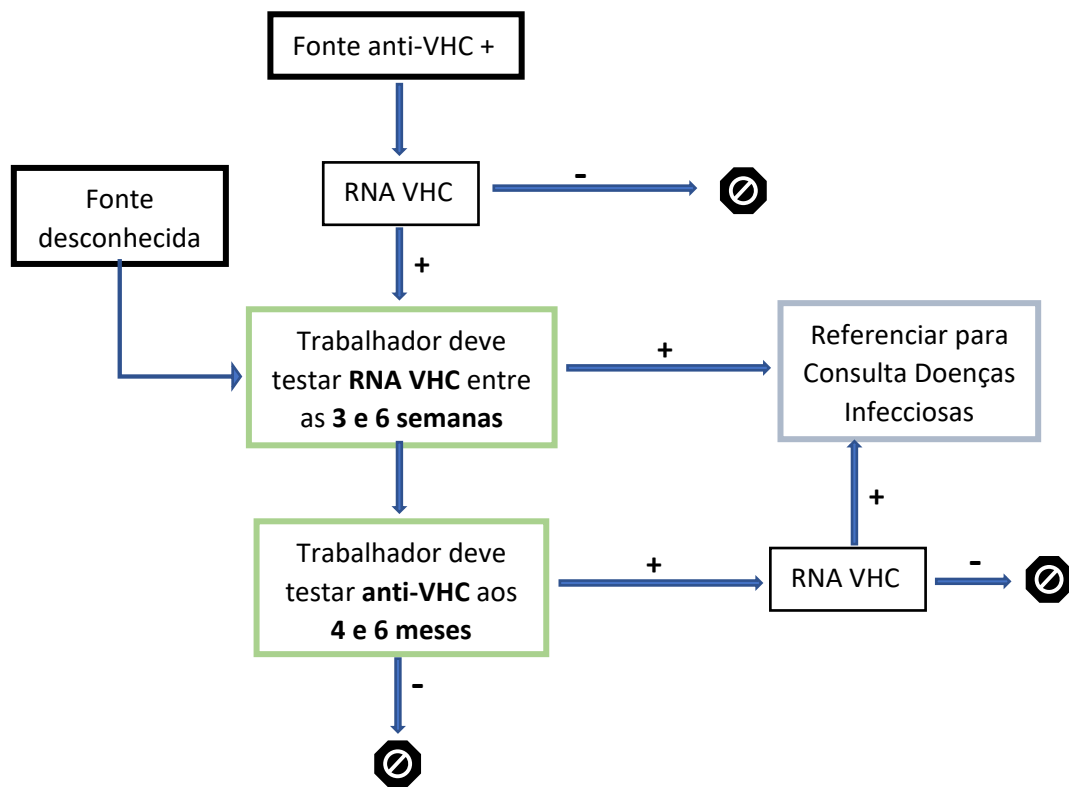 Fonte anti-VHC +
RNA VHC
-
Fonte
desconhecida
+
Trabalhador deve
testar RNA VHC entre
as 3 e 6 semanas
+
Referenciar para
Consulta Doenças
Infecciosas
Trabalhador deve
testar anti-VHC aos
4 e 6 meses
+
RNA VHC
+
-
-